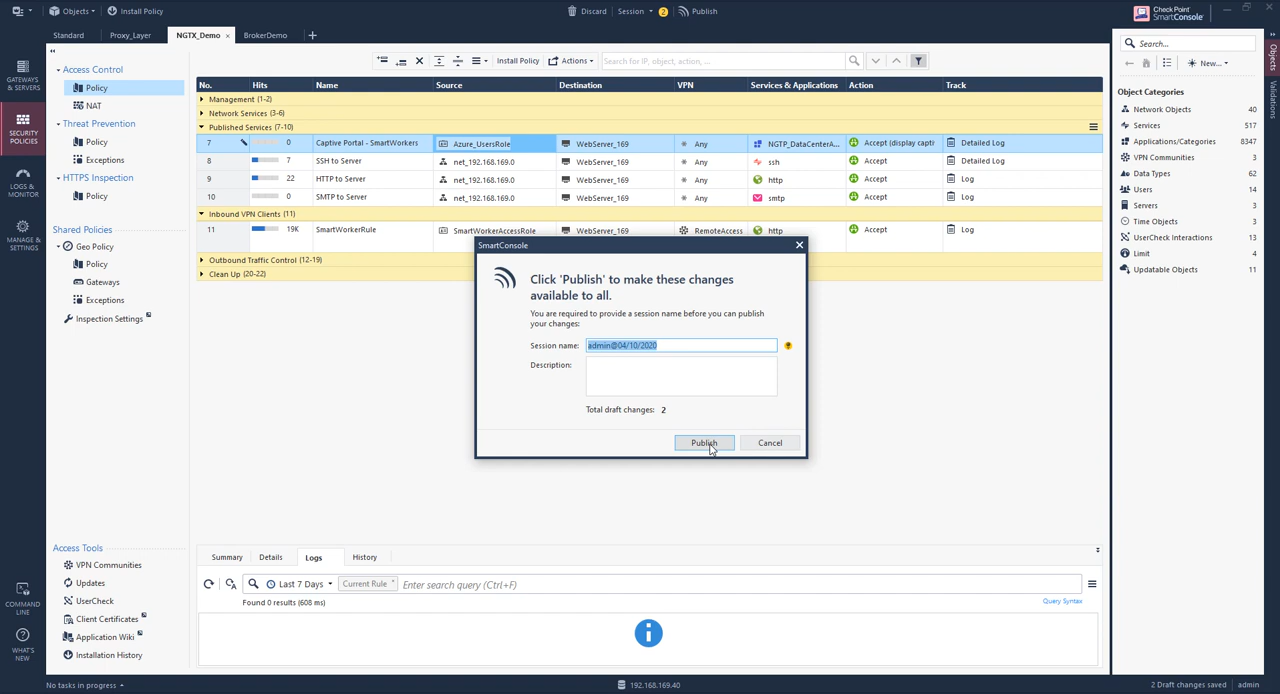 Objects
Install Policy
Discard
Session
2
Publish
Check Point
SmartConsole
Standard
Proxy_Layer
NGTX_Demo
BrokerDemo
GATEWAYS
& SERVERS
SECURITY
POLICIES
LOGS &
MONITOR
MANAGE &
SETTINGS
COMMAND
LINE
WHAT'S
NEW
Access Control
Policy
NAT
Threat Prevention
Policy
Exceptions
HTTPS Inspection
Policy
Shared Policies
Geo Policy
Policy
Gateways
Exceptions
Inspection Settings
Access Tools
VPN Communities
Updates
UserCheck
Client Certificates
Application Wiki
Installation History
Install Policy
Actions
Search for IP, object, action, ...
No. Hits Name Source Destination VPN Services & Applications Action Track
Management (1-2)
Network Services (3-6)
Published Services (7-10)
7 0 Captive Portal - SmartWorkers Azure_UsersRole WebServer_169 Any NGTP_DataCenterA... Accept (display capti Detailed Log
8 7 SSH to Server net_192.168.169.0 WebServer_169 Any ssh Accept Detailed Log
9 22 HTTP to Server net_192.168.169.0 WebServer_169 Any http Accept Log
10 0 SMTP to Server net_192.168.169.0 WebServer_169 Any smtp Accept Log
Inbound VPN Clients (11)
11 19K SmartWorkerRule SmartWorkerAccessRole WebServer_169 RemoteAccess http Accept Log
Outbound Traffic Control (12-19)
Clean Up (20-22)
SmartConsole
Click 'Publish' to make these changes
available to all.
You are required to provide a session name before you can publish
your changes:
Session name: admin@04/10/2020
Description:
Total draft changes: 2
Publish
Cancel
Summary
Details
Logs
History
Last 7 Days
Current Rule
Enter search query (Ctrl+F)
Found 0 results (608 ms)
Query Syntax
Search...
New...
Object Categories
Network Objects 40
Services 517
Applications/Categories 8347
VPN Communities 3
Data Types 62
Users 14
Servers 5
Time Objects 3
UserCheck Interactions 13
Limit 4
Updatable Objects 11
Objects
Validations
No tasks in progress
192.168.169.40
2 Draft changes saved
admin